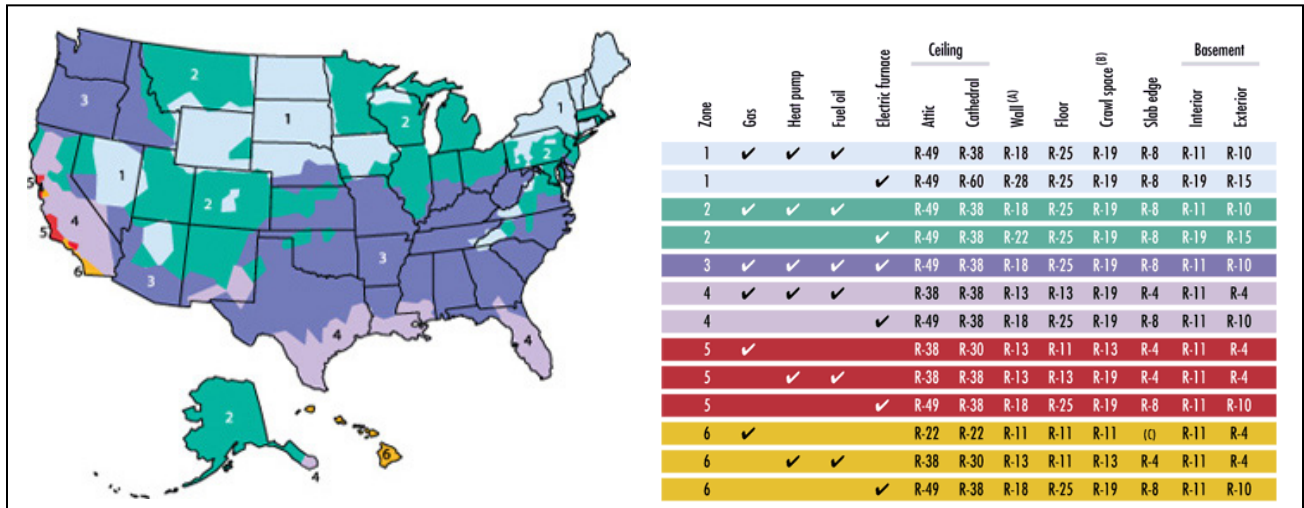 2
1
3
1
2
1
2
2
5
4
5
6
3
3
4
4
2
4
6
Ceiling
Basement
Zone
Gas
Heat pump
Fuel oil
Electric furnace
Attic
Cathedral
Wall (A)
Floor
Crawl space (B)
Slab edge
Interior
Exterior
1 ✔ ✔ ✔ R-49 R-38 R-18 R-25 R-19 R-8 R-11 R-10
1 ✔ R-49 R-60 R-28 R-25 R-19 R-8 R-19 R-15
2 ✔ ✔ ✔ R-49 R-38 R-18 R-25 R-19 R-8 R-11 R-10
2 ✔ R-49 R-38 R-22 R-25 R-19 R-8 R-19 R-15
3 ✔ ✔ ✔ ✔ R-49 R-38 R-18 R-25 R-19 R-8 R-11 R-10
4 ✔ ✔ ✔ R-38 R-38 R-13 R-13 R-19 R-4 R-11 R-4
4 ✔ R-49 R-38 R-18 R-25 R-19 R-8 R-11 R-10
5 ✔ R-38 R-30 R-13 R-11 R-13 R-4 R-11 R-4
5 ✔ ✔ R-38 R-38 R-13 R-13 R-19 R-4 R-11 R-4
5 ✔ R-49 R-38 R-18 R-25 R-19 R-8 R-11 R-10
6 ✔ R-22 R-22 R-11 R-11 R-11 (C) R-11 R-4
6 ✔ ✔ R-38 R-30 R-13 R-11 R-13 R-4 R-11 R-4
6 ✔ R-49 R-38 R-18 R-25 R-19 R-8 R-11 R-10